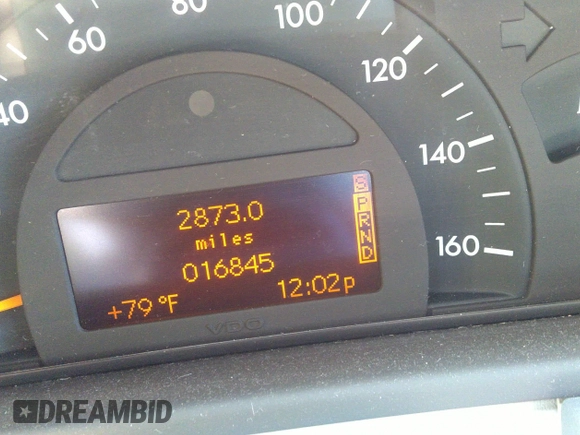 60
80
100
120
40
140
160
2873.0
miles
016845
+79°F
12:02p
S
P
R
N
D
VDO
DREAMBID